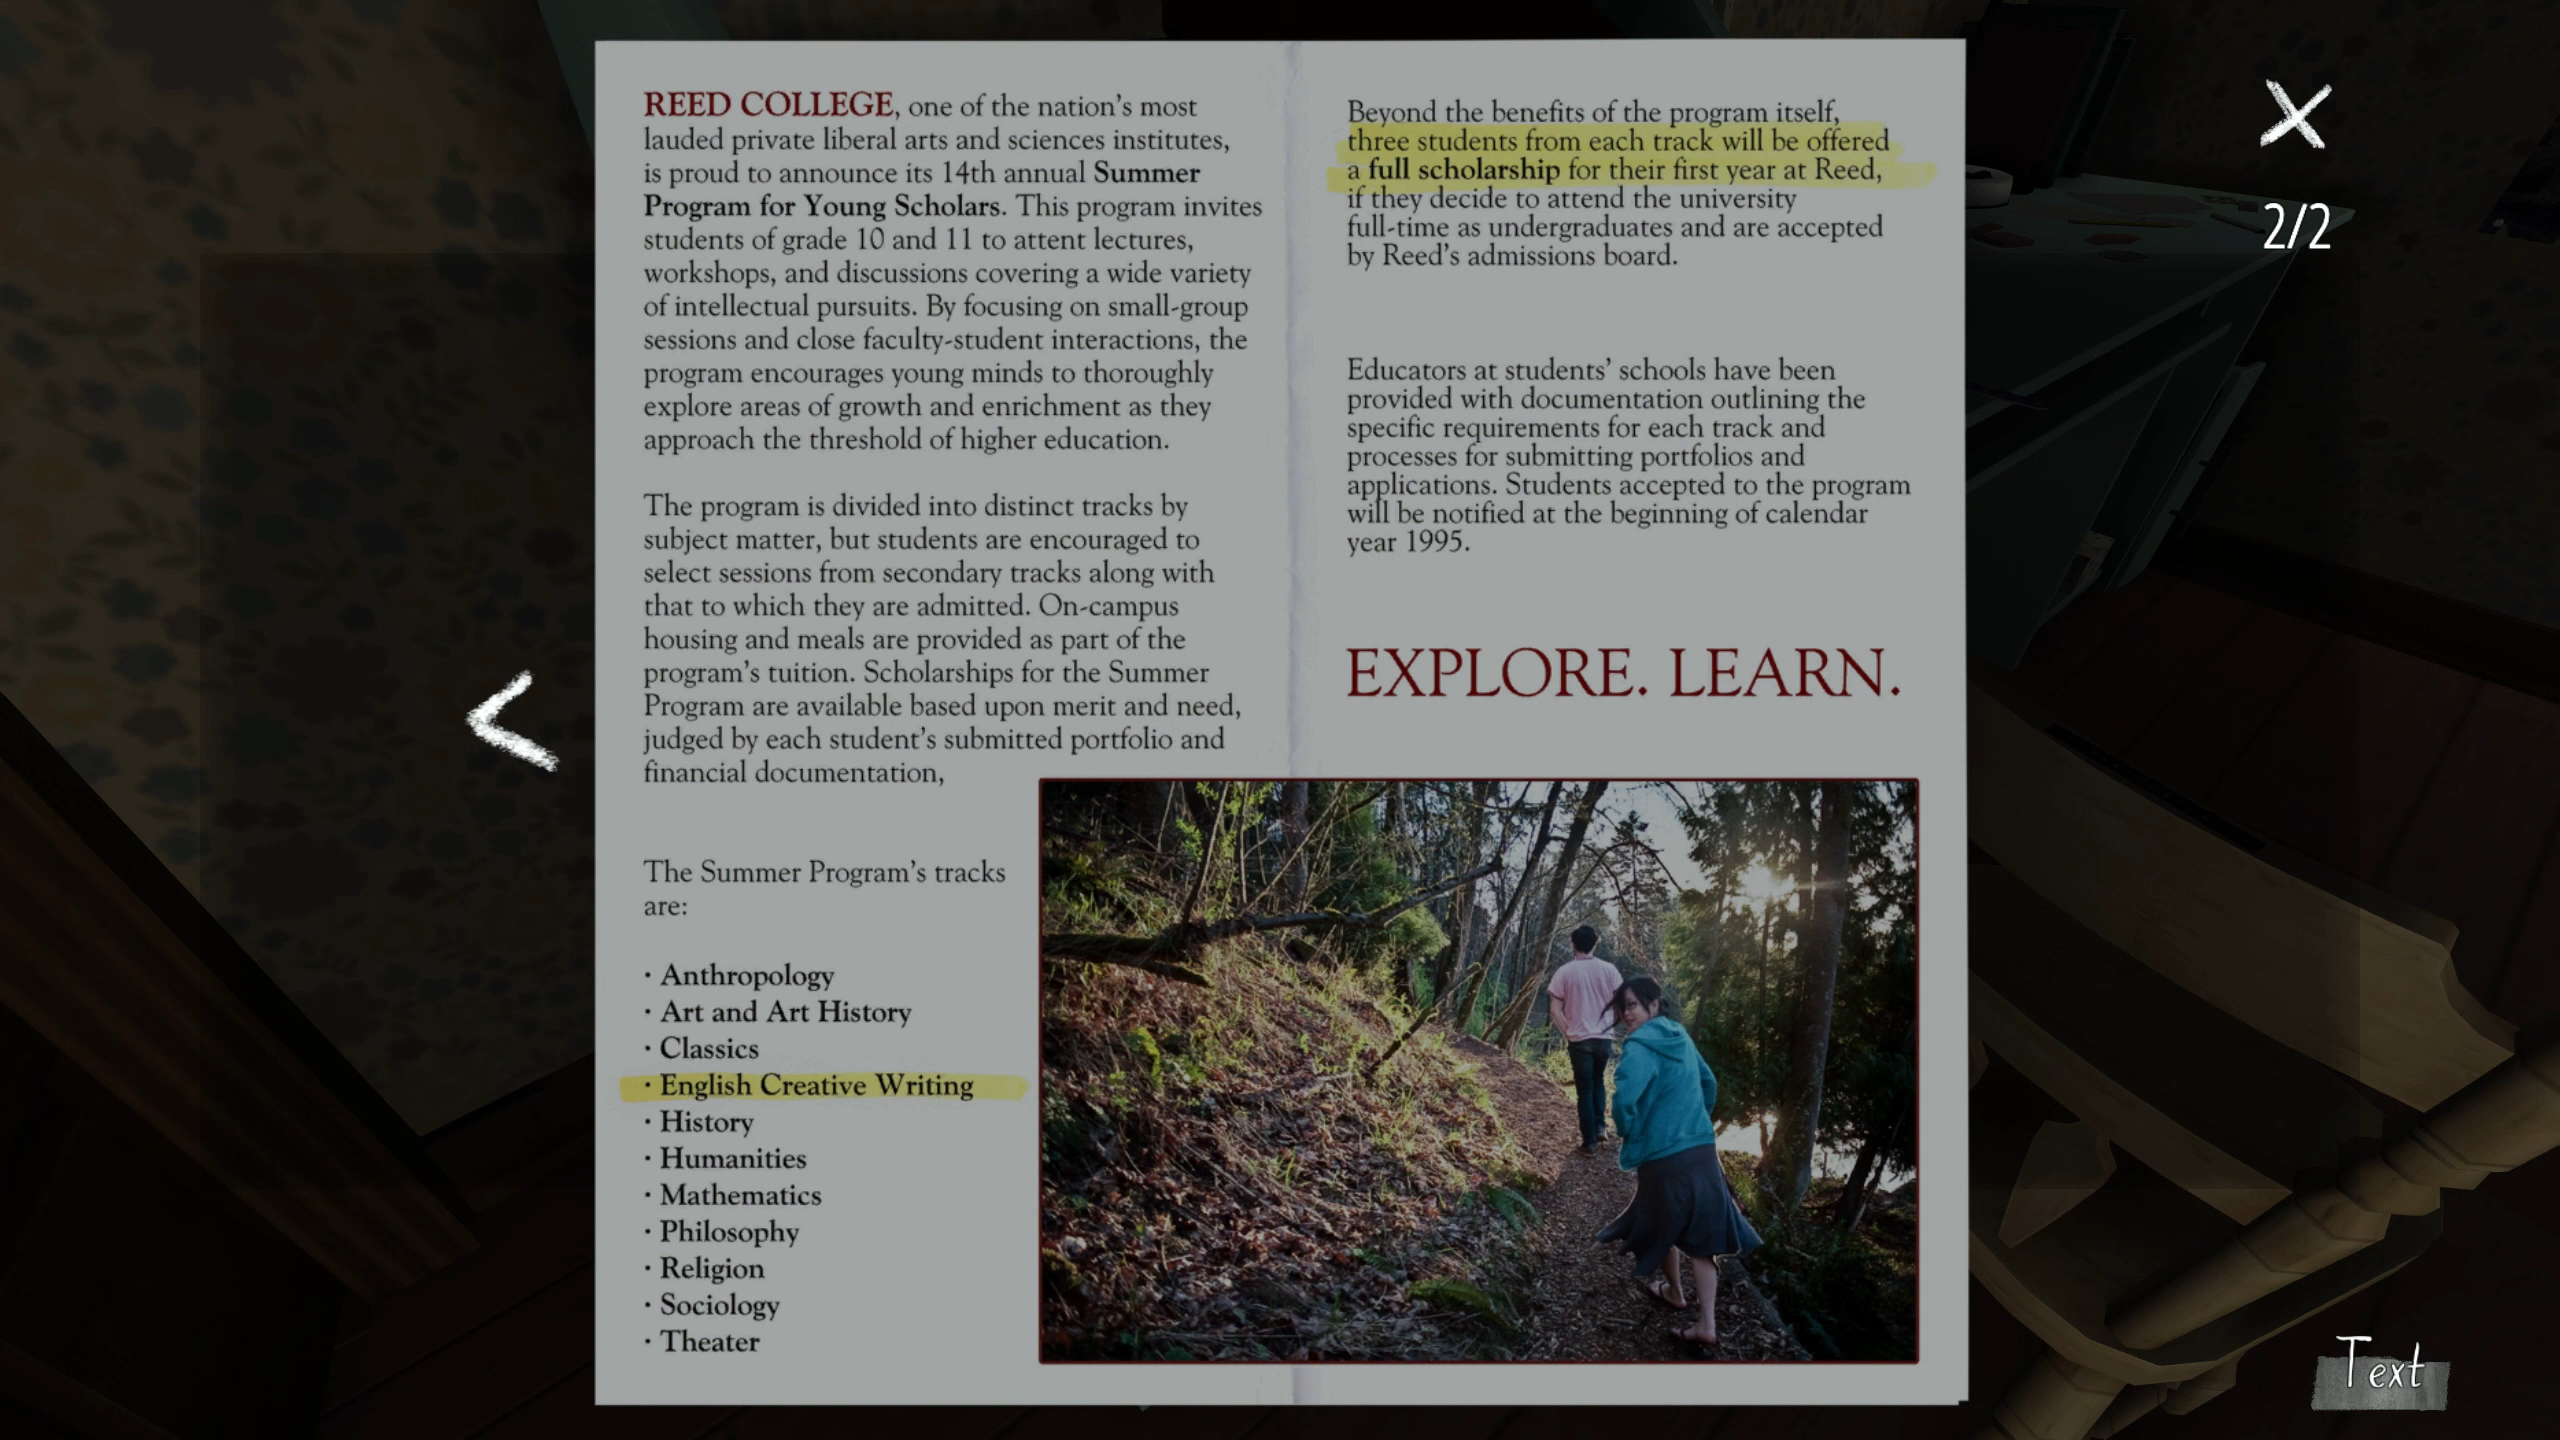 REED COLLEGE, one of the nation's most
lauded private liberal arts and sciences institutes,
is proud to announce its 14th annual Summer
Program for Young Scholars. This program invites
students of grade 10 and 11 to attent lectures,
workshops, and discussions covering a wide variety
of intellectual pursuits. By focusing on small-group
sessions and close faculty-student interactions, the
program encourages young minds to thoroughly
explore areas of growth and enrichment as they
approach the threshold of higher education.
The program is divided into distinct tracks by
subject matter, but students are encouraged to
select sessions from secondary tracks along with
that to which they are admitted. On-campus
housing and meals are provided as part of the
program's tuition. Scholarships for the Summer
Program are available based upon merit and need,
judged by each student's submitted portfolio and
financial documentation,
The Summer Program's tracks
are:
· Anthropology
· Art and Art History
· Classics
· English Creative Writing
· History
· Humanities
· Mathematics
· Philosophy
· Religion
· Sociology
· Theater
Beyond the benefits of the program itself,
three students from each track will be offered
a full scholarship for their first year at Reed,
if they decide to attend the university
full-time as undergraduates and are accepted
by Reed's admissions board.
Educators at students' schools have been
provided with documentation outlining the
specific requirements for each track and
processes for submitting portfolios and
applications. Students accepted to the program
will be notified at the beginning of calendar
year 1995.
EXPLORE. LEARN.
2/2
Text